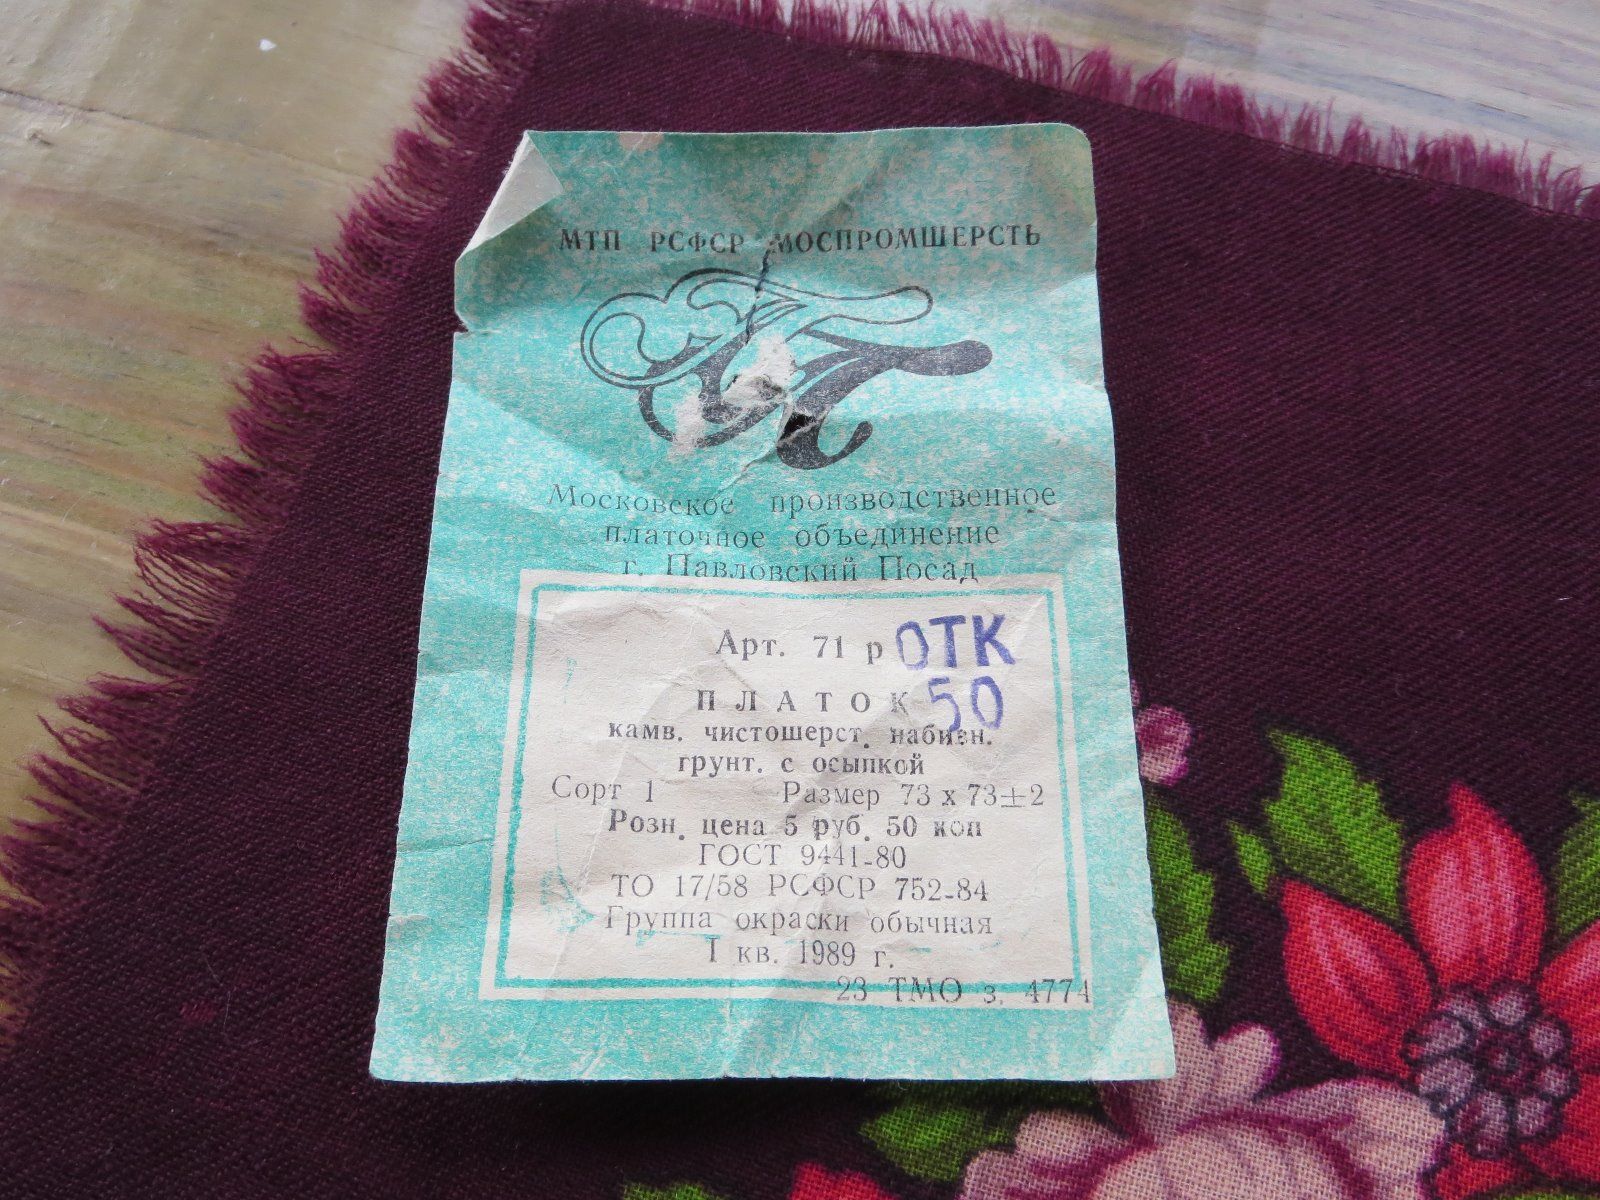 МТП РСФСР МОСПРОМШЕРСТЬ
Московское производственное
платочное объединение
г. Павловский Посад
Арт. 71 р ОТК
ПЛАТОК 50
камв. чистошерст. набивн.
грунт. с осыпкой
Сорт 1 Размер 73 х 73±2
Розн. цена 5 руб. 50 коп
ГОСТ 9441-80
ТО 17/58 РСФСР 752-84
Группа окраски обычная
I кв. 1989 г.
23 ТМО з. 4774